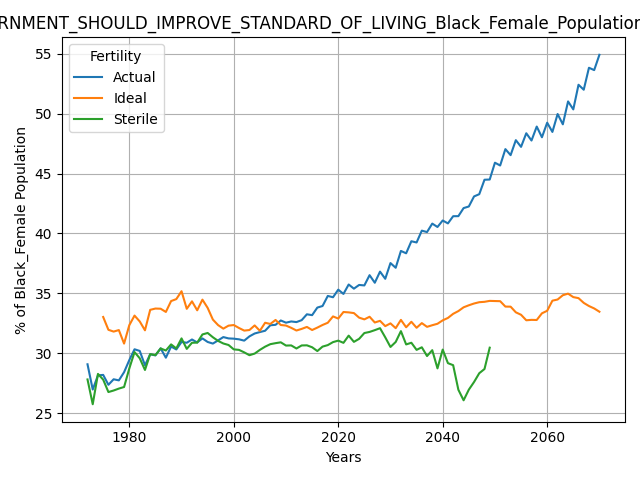 RNMENT_SHOULD_IMPROVE_STANDARD_OF_LIVING_Black_Female_Population
Fertility
Actual
Ideal
Sterile
% of Black_Female Population
55
50
45
40
35
30
25
1980
2000
2020
2040
2060
Years